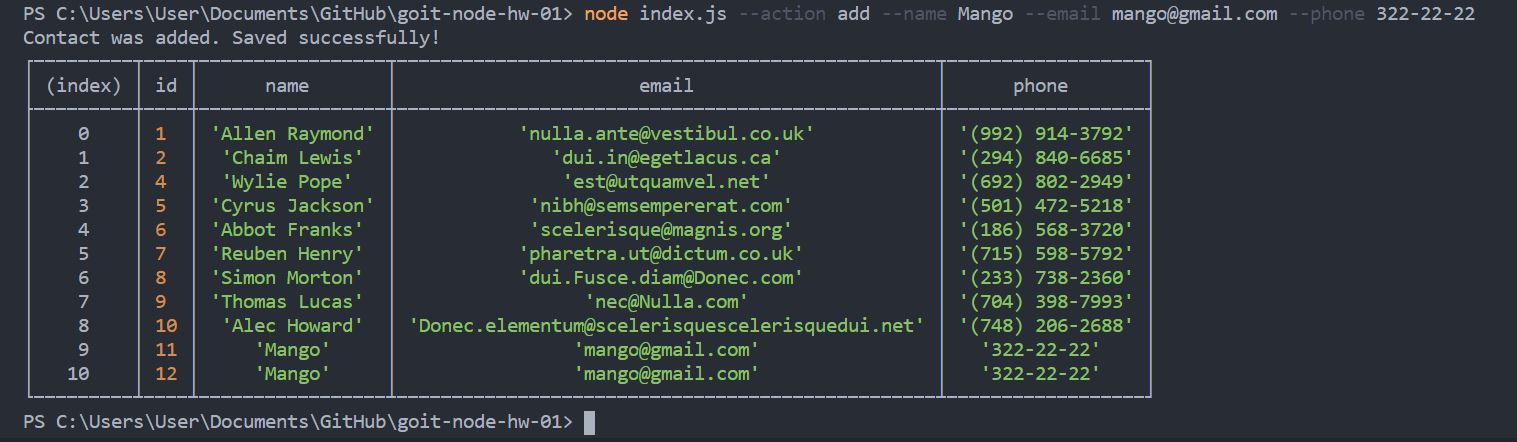 PS C:\Users\User\Documents\GitHub\goit-node-hw-01> node index.js --action add --name Mango --email mango@gmail.com --phone 322-22-22
Contact was added. Saved successfully!
(index) id name email phone
0 1 'Allen Raymond' 'nulla.ante@vestibul.co.uk' '(992) 914-3792'
1 2 'Chaim Lewis' 'dui.in@egetlacus.ca' '(294) 840-6685'
2 4 'Wylie Pope' 'est@utquamvel.net' '(692) 802-2949'
3 5 'Cyrus Jackson' 'nibh@semsempererat.com' '(501) 472-5218'
4 6 'Abbot Franks' 'scelerisque@magnis.org' '(186) 568-3720'
5 7 'Reuben Henry' 'pharetra.ut@dictum.co.uk' '(715) 598-5792'
6 8 'Simon Morton' 'dui.Fusce.diam@Donec.com' '(233) 738-2360'
7 9 'Thomas Lucas' 'nec@Nulla.com' '(704) 398-7993'
8 10 'Alec Howard' 'Donec.elementum@scelerisquescelerisquedui.net' '(748) 206-2688'
9 11 'Mango' 'mango@gmail.com' '322-22-22'
10 12 'Mango' 'mango@gmail.com' '322-22-22'
PS C:\Users\User\Documents\GitHub\goit-node-hw-01>